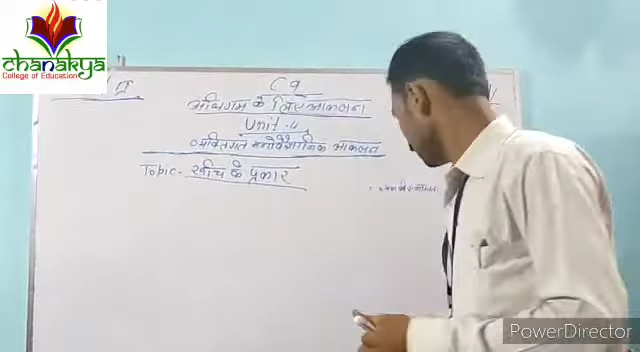 chanakya
College of Education
C9
अधिगम के लिए आकलन
Unit-4
व्यक्तिगत मनोवैज्ञानिक आकलन
Topic- रूचि के प्रकार
PowerDirector